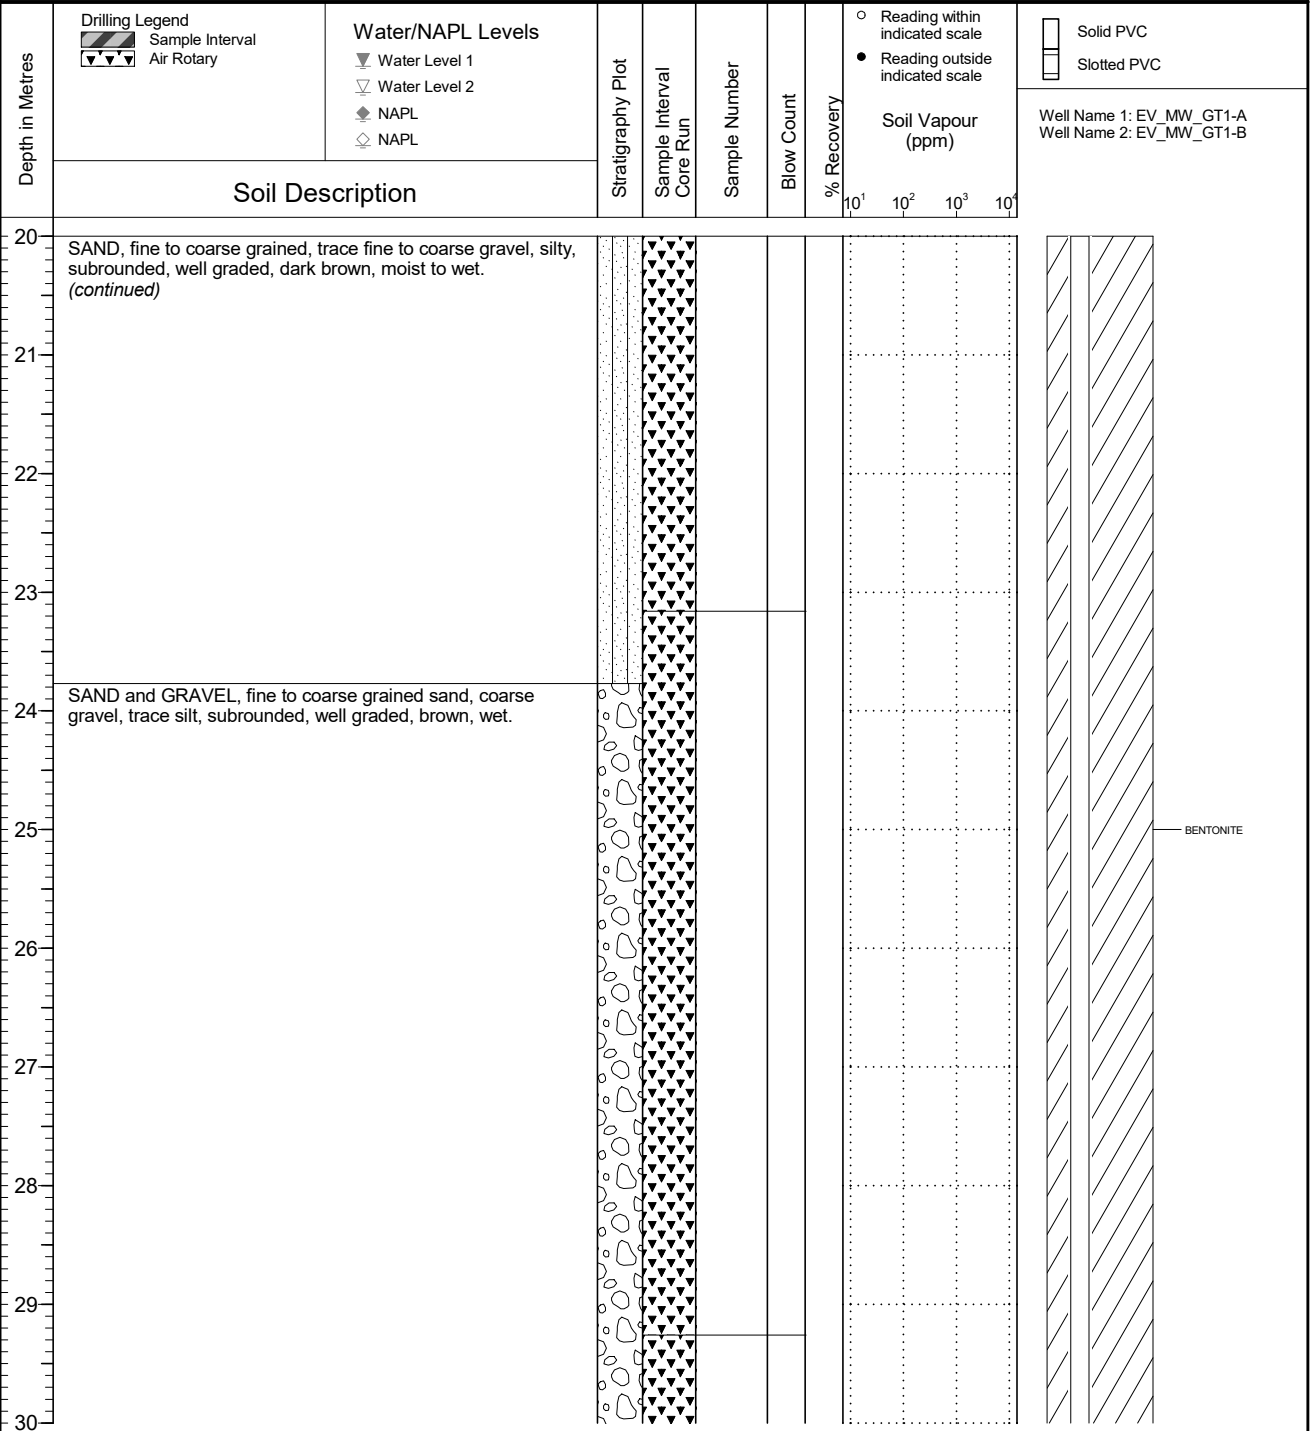 Depth in Metres
Drilling Legend
Sample Interval
Air Rotary
Water/NAPL Levels
Water Level 1
Water Level 2
NAPL
NAPL
Soil Description
Stratigraphy Plot
Sample Interval
Core Run
Sample Number
Blow Count
% Recovery
Reading within
indicated scale
Reading outside
indicated scale
Soil Vapour
(ppm)
10¹ 10² 10³ 10⁴
Solid PVC
Slotted PVC
Well Name 1: EV_MW_GT1-A
Well Name 2: EV_MW_GT1-B
20
SAND, fine to coarse grained, trace fine to coarse gravel, silty,
subrounded, well graded, dark brown, moist to wet.
(continued)
21
22
23
SAND and GRAVEL, fine to coarse grained sand, coarse
gravel, trace silt, subrounded, well graded, brown, wet.
24
25
BENTONITE
26
27
28
29
30